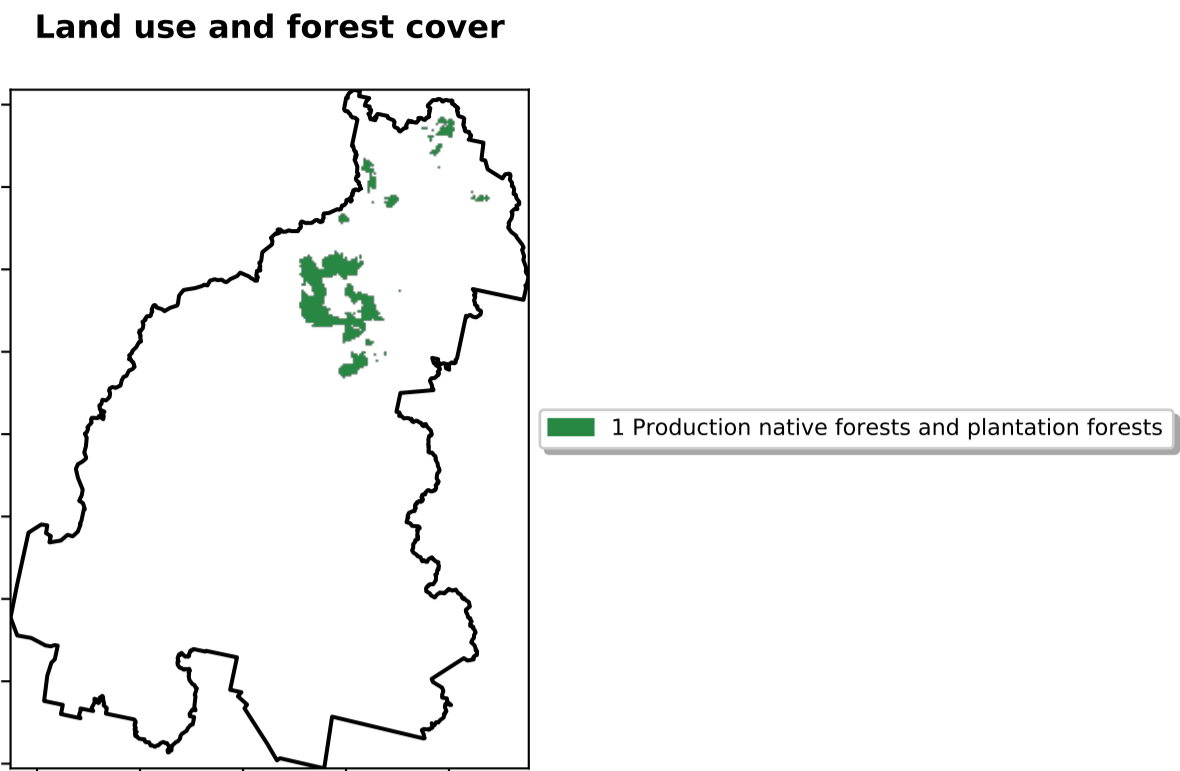 Land use and forest cover
1 Production native forests and plantation forests